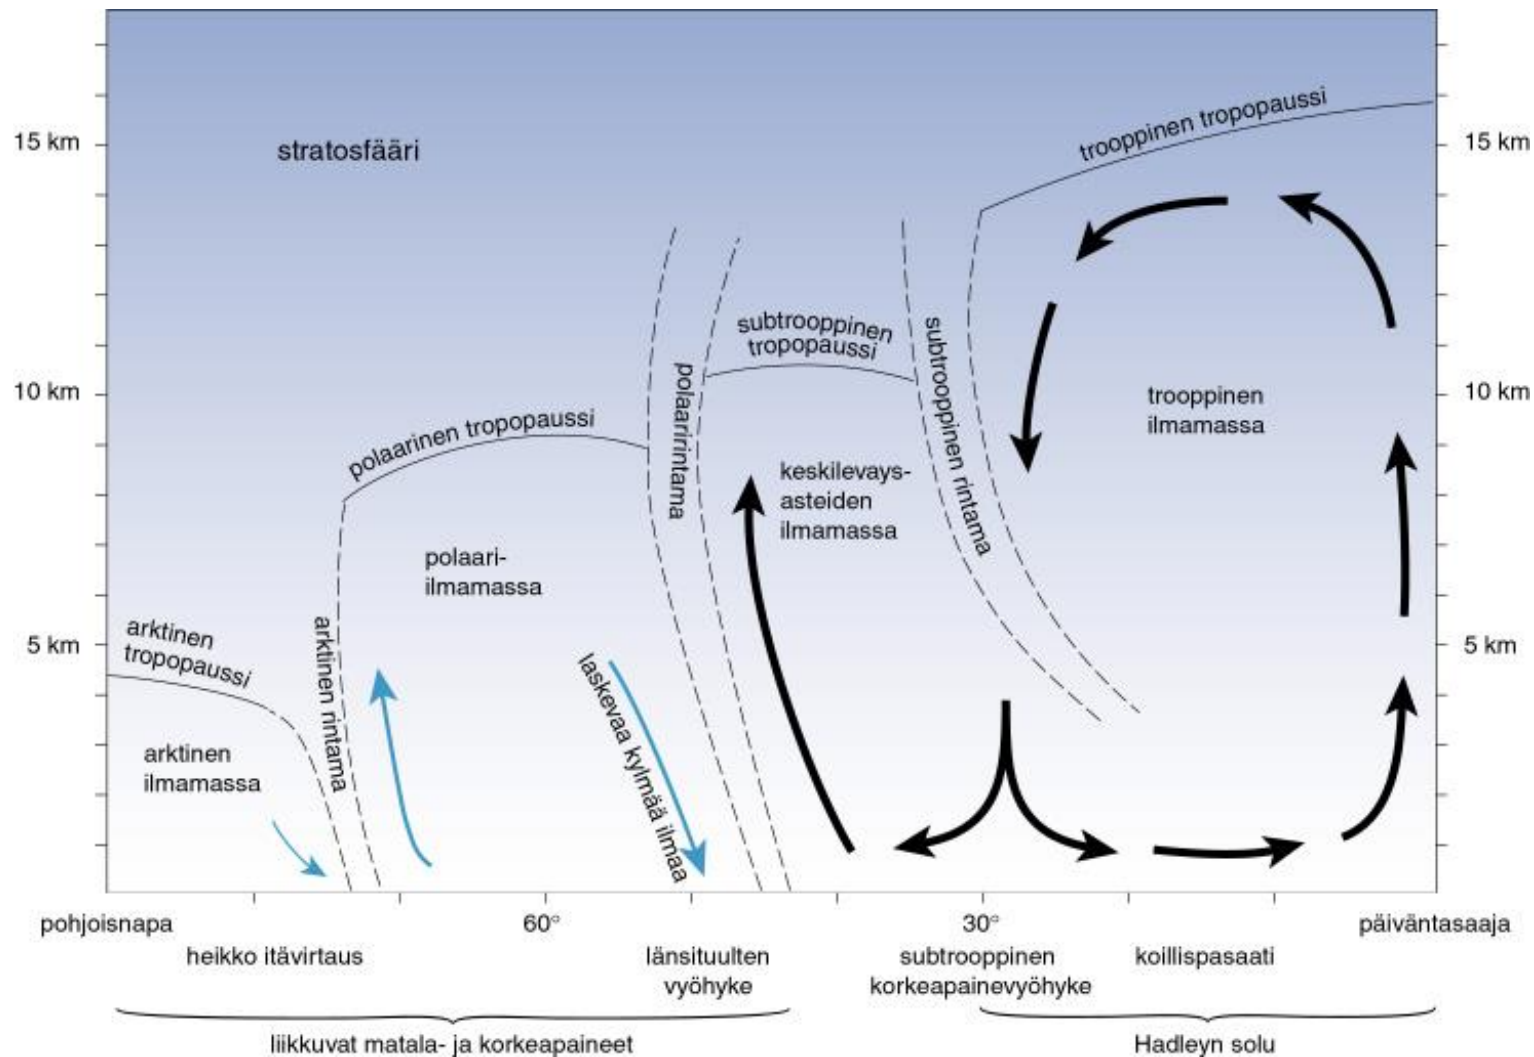 15 km
10 km
5 km
stratosfääri
trooppinen tropopaussi
15 km
10 km
5 km
subtrooppinen
tropopaussi
subtrooppinen rintama
polaaririntama
polaarinen tropopaussi
trooppinen
ilmamassa
keskilevays-
asteiden
ilmamassa
polaari-
ilmamassa
arktinen
tropopaussi
arktinen rintama
laskevaa kylmää ilmaa
arktinen
ilmamassa
pohjoisnapa
60°
30°
päiväntasaaja
heikko itävirtaus
länsituulten
vyöhyke
subtrooppinen
korkeapainevyöhyke
koillispasaati
liikkuvat matala- ja korkeapaineet
Hadleyn solu